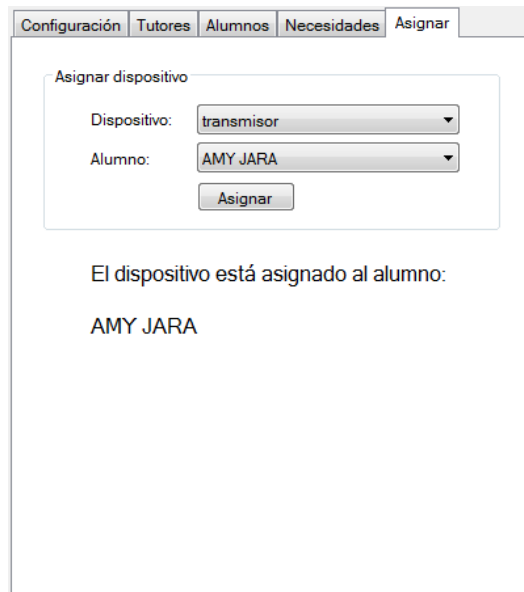 Configuración Tutores Alumnos Necesidades Asignar
Asignar dispositivo
Dispositivo: transmisor
Alumno: AMY JARA
Asignar
El dispositivo está asignado al alumno:
AMY JARA